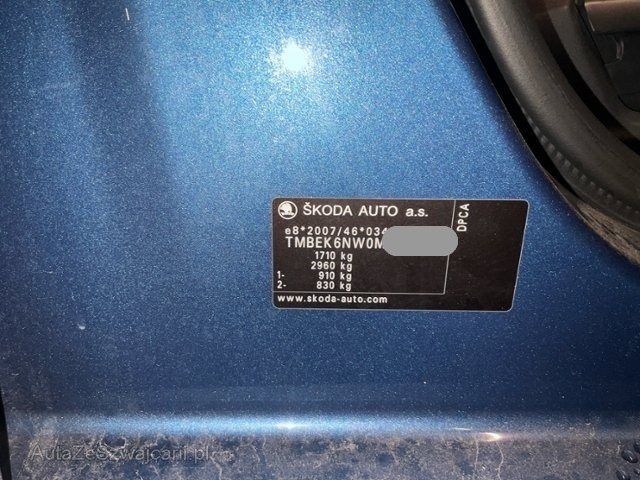 ŠKODA AUTO a.s.
e8*2007/46*034
TMBEK6NW0M
1710 kg
2960 kg
1- 910 kg
2- 830 kg
www.skoda-auto.com
DPCA
AutaZeSzwajcarii.pl